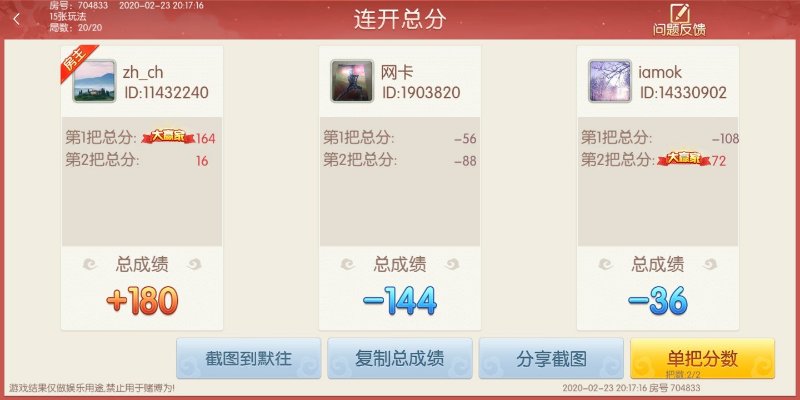 房号：704833 2020-02-23 20:17:16
15张玩法
周数：20/20
连开总分
问题反馈
房主
zh_ch
ID:11432240
第1把总分: 大赢家 164
第2把总分: 16
总成绩
+180
网卡
ID:1903820
第1把总分: -56
第2把总分: -88
总成绩
-144
iamok
ID:14330902
第1把总分: -108
第2把总分: 大赢家 72
总成绩
-36
截图到默往
复制总成绩
分享截图
单把分数
把数:2/2
游戏结果仅做娱乐用途,禁止用于赌博为!
2020-02-23 20:17:16 房号 704833